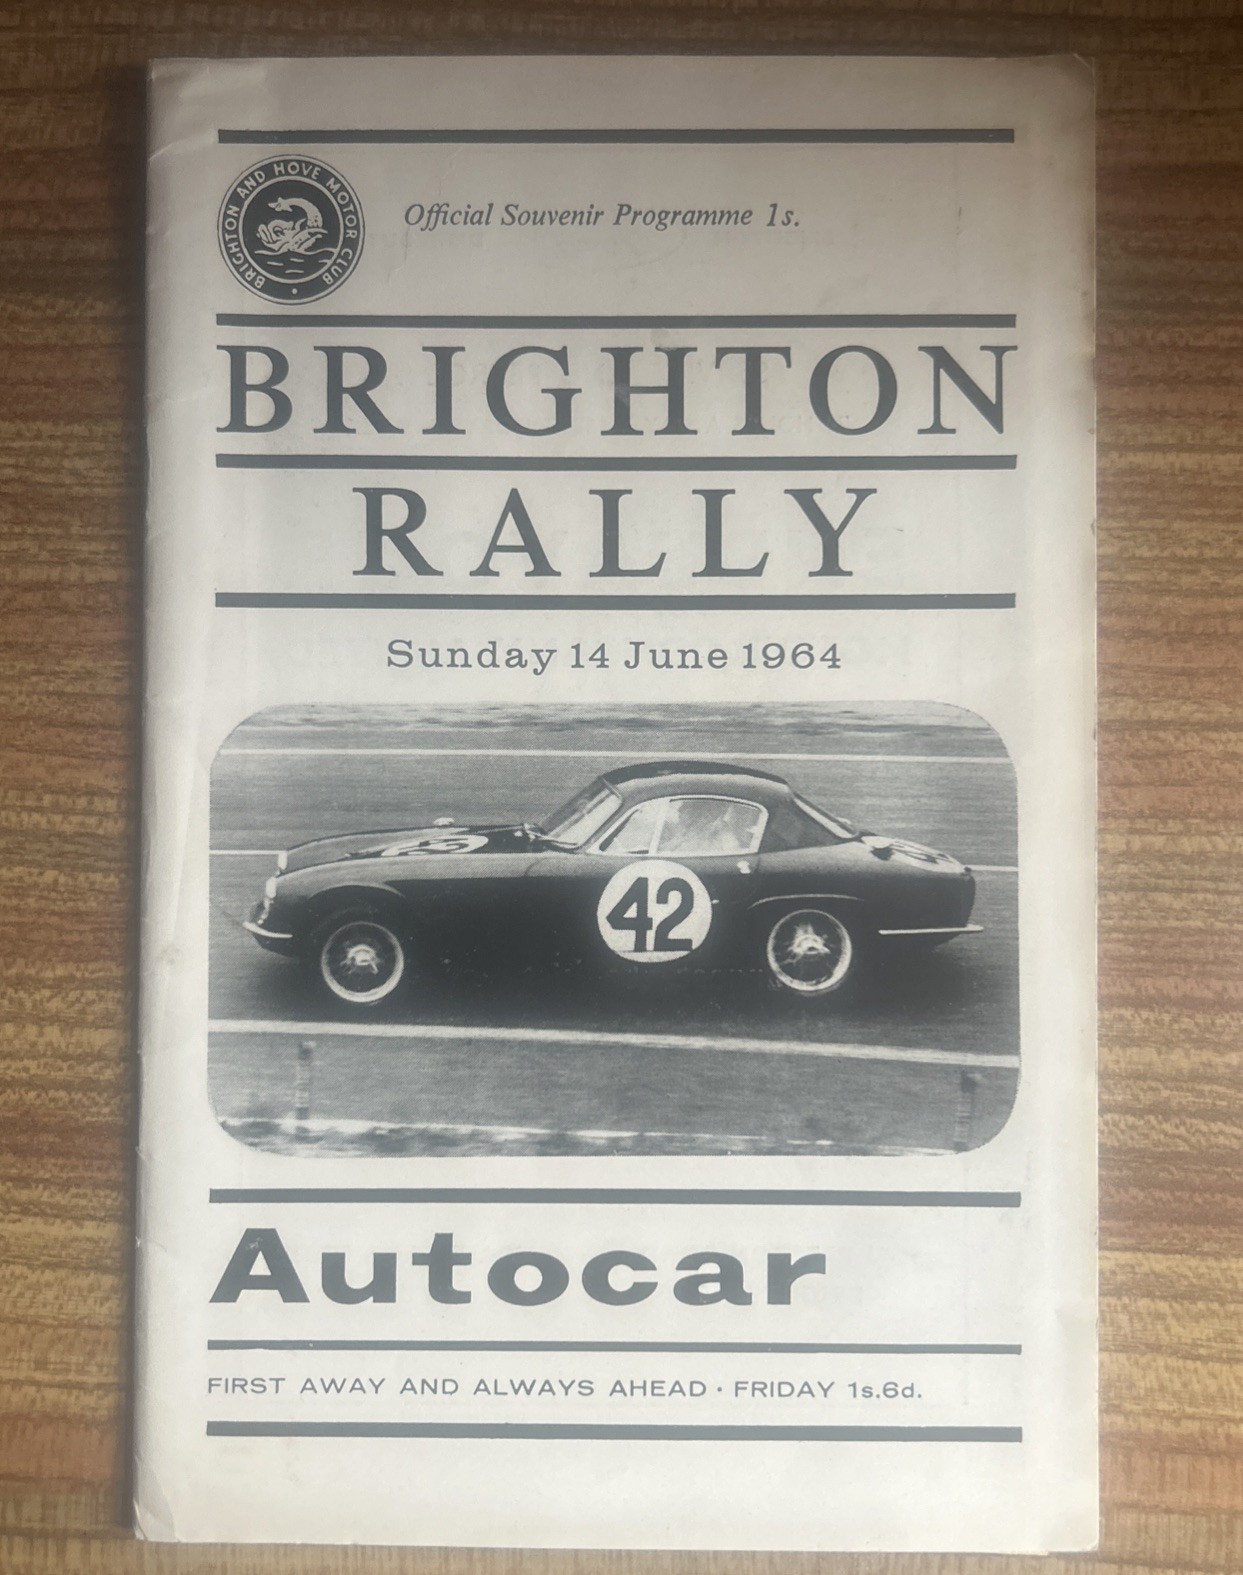 BRIGHTON AND HOVE MOTOR CLUB
Official Souvenir Programme 1s.
BRIGHTON
RALLY
Sunday 14 June 1964
42
Autocar
FIRST AWAY AND ALWAYS AHEAD · FRIDAY 1s.6d.